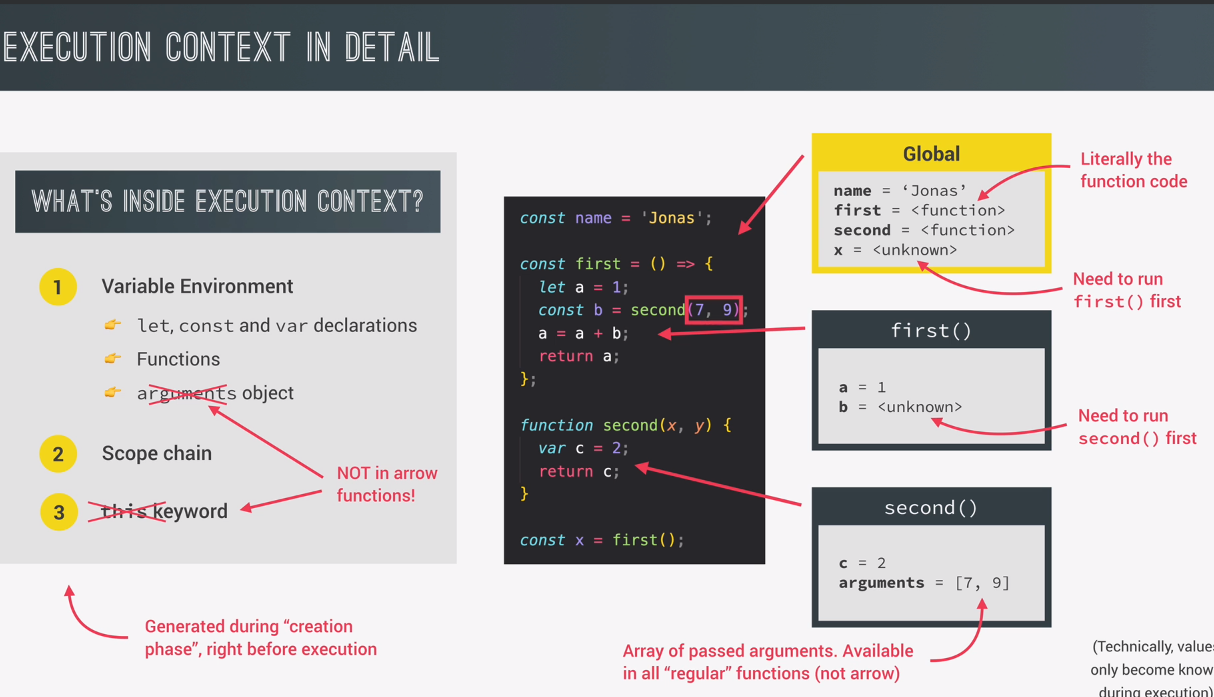 EXECUTION CONTEXT IN DETAIL
WHAT'S INSIDE EXECUTION CONTEXT?
1 Variable Environment
let, const and var declarations
Functions
arguments object
2 Scope chain
3 this keyword
NOT in arrow
functions!
Generated during “creation
phase”, right before execution
const name = 'Jonas';
const first = () => {
let a = 1;
const b = second(7, 9);
a = a + b;
return a;
};
function second(x, y) {
var c = 2;
return c;
}
const x = first();
Global
name = ‘Jonas’
first = <function>
second = <function>
x = <unknown>
Literally the
function code
Need to run
first() first
first()
a = 1
b = <unknown>
Need to run
second() first
second()
c = 2
arguments = [7, 9]
Array of passed arguments. Available
in all “regular” functions (not arrow)
(Technically, values
only become know
during execution)